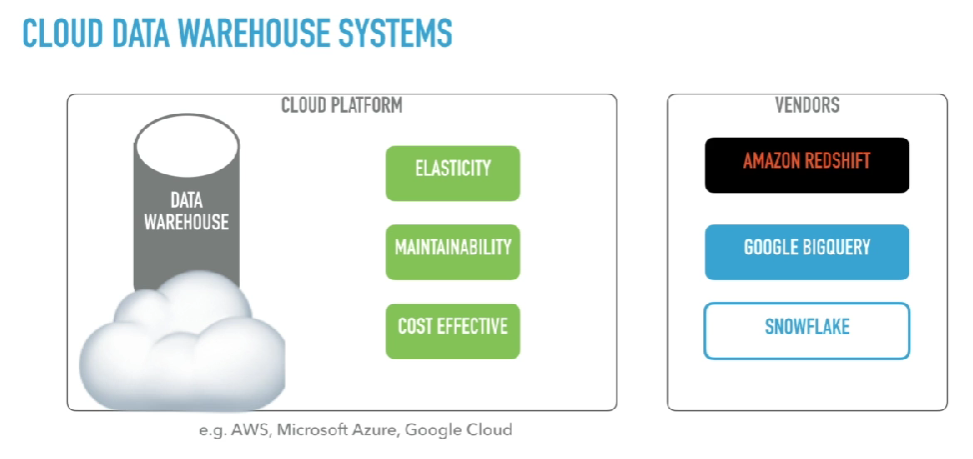 CLOUD DATA WAREHOUSE SYSTEMS
CLOUD PLATFORM
DATA
WAREHOUSE
ELASTICITY
MAINTAINABILITY
COST EFFECTIVE
e.g. AWS, Microsoft Azure, Google Cloud
VENDORS
AMAZON REDSHIFT
GOOGLE BIGQUERY
SNOWFLAKE